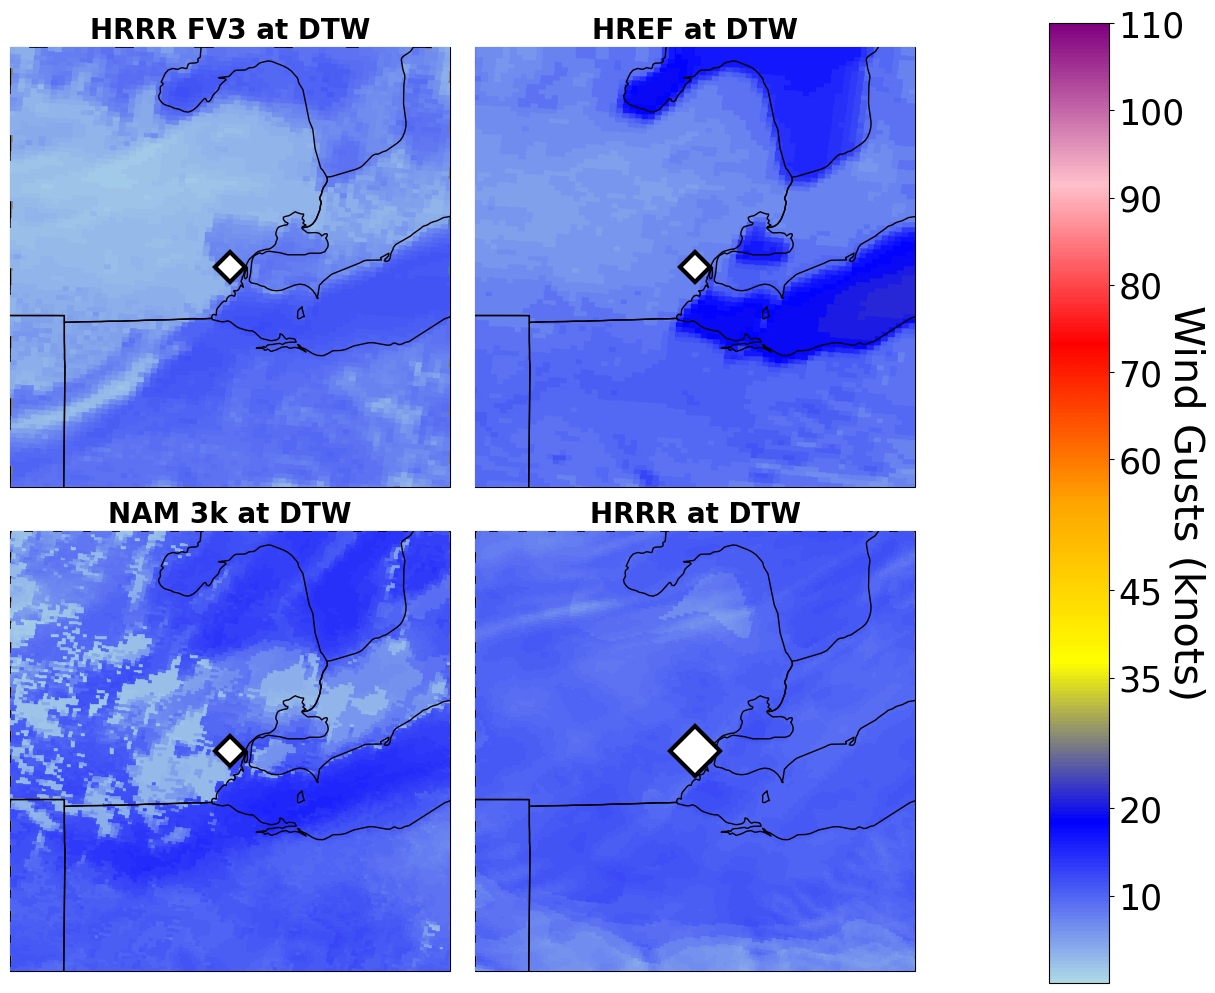 HRRR FV3 at DTW
HREF at DTW
NAM 3k at DTW
HRRR at DTW
110
100
90
80
70
60
45
35
20
10
Wind Gusts (knots)